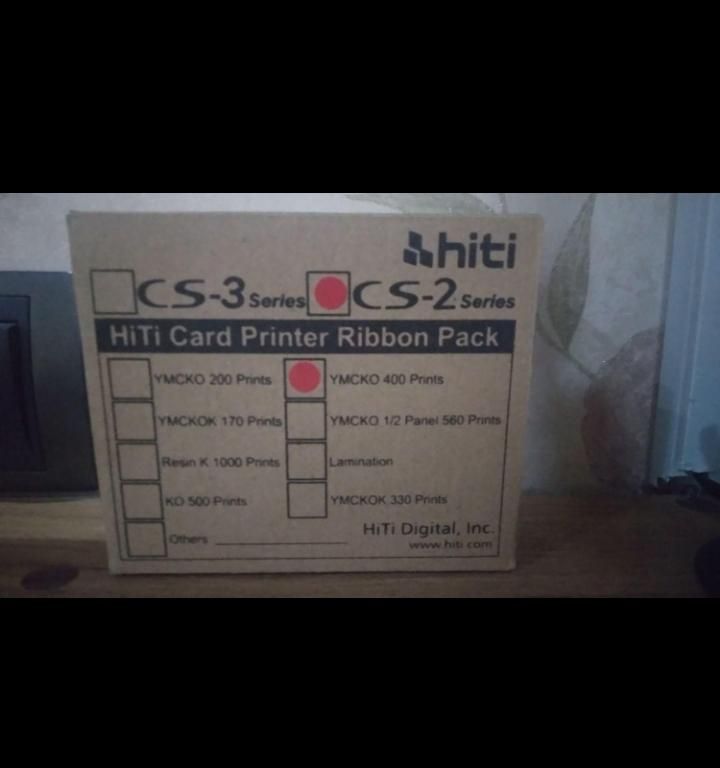 hiti
CS-3 Series CS-2 Series
HiTi Card Printer Ribbon Pack
YMCKO 200 Prints YMCKO 400 Prints
YMCKOK 170 Prints YMCKO 1/2 Panel 560 Prints
Resin K 1000 Prints Lamination
KO 500 Prints YMCKOK 330 Prints
Others
HiTi Digital, Inc.
www.hiti.com